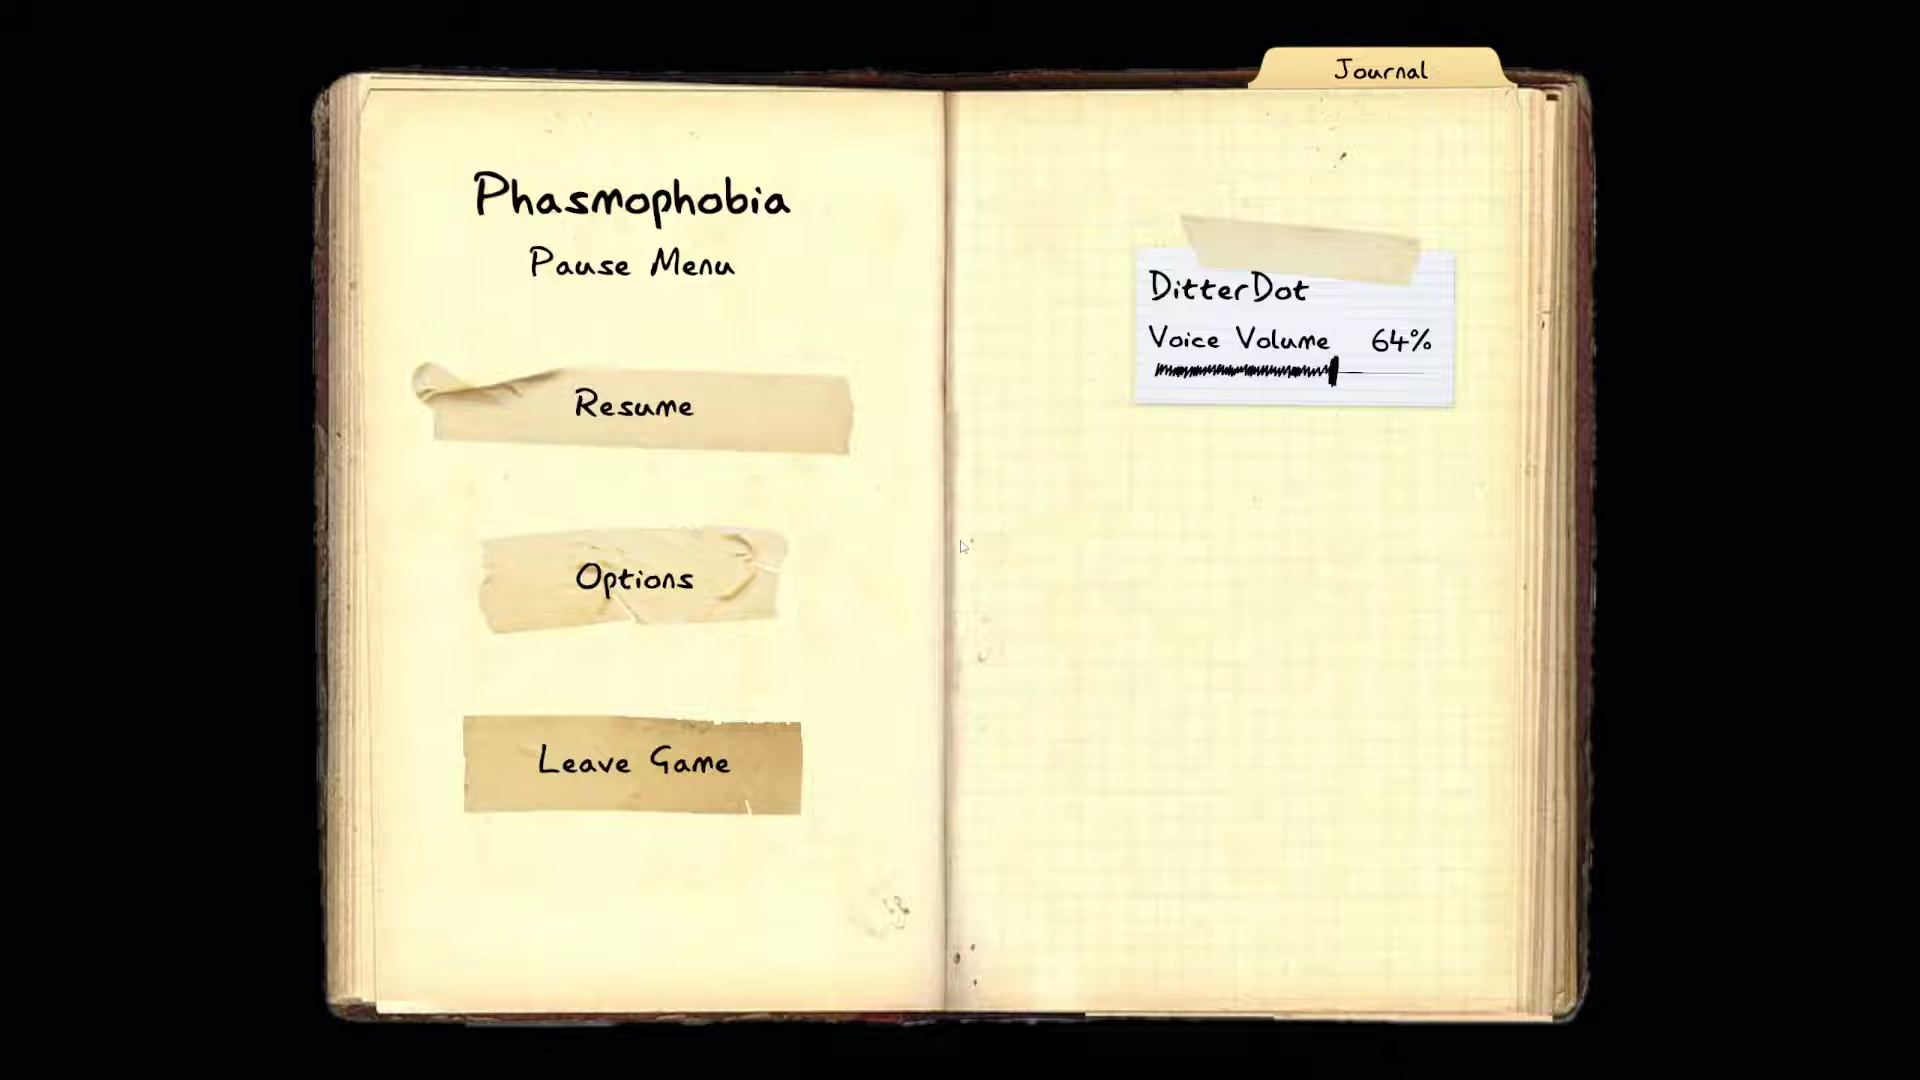 Journal
Phasmophobia
Pause Menu
Resume
Options
Leave Game
DitterDot
Voice Volume 64%